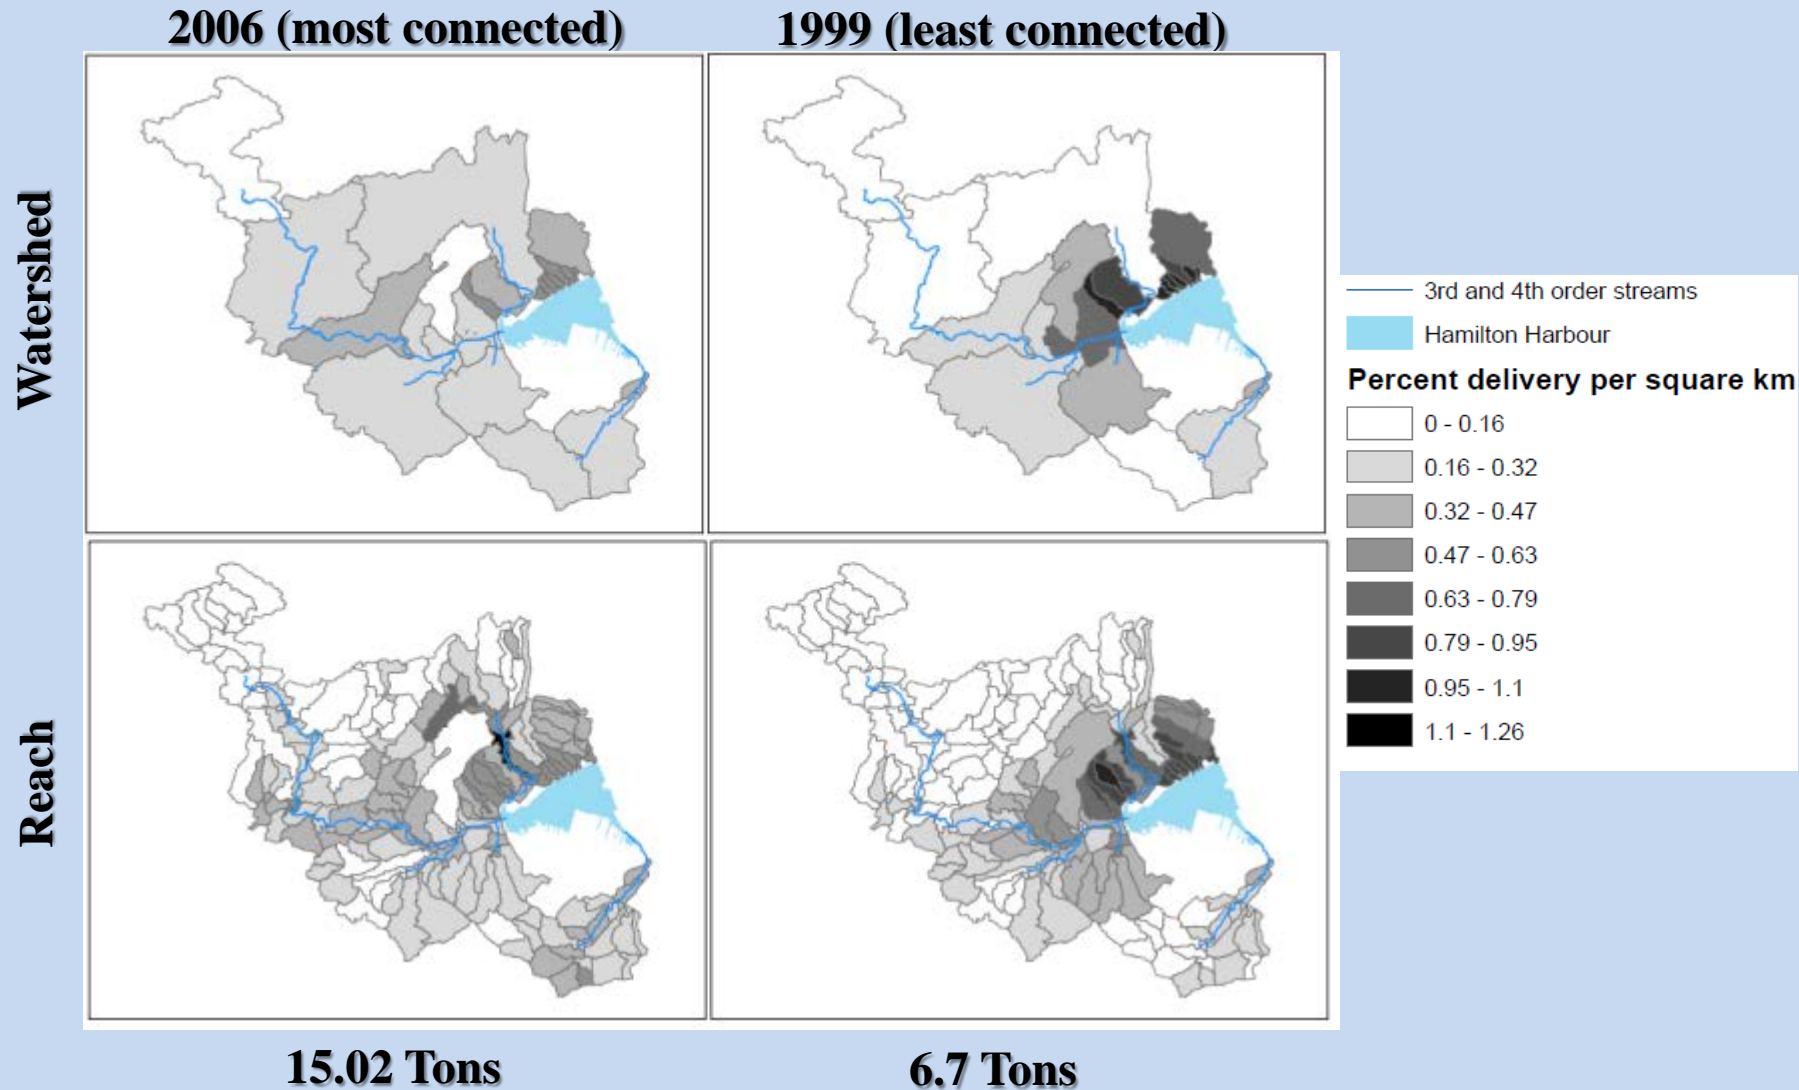 2006 (most connected)
1999 (least connected)
Watershed
Reach
3rd and 4th order streams
Hamilton Harbour
Percent delivery per square km
0 - 0.16
0.16 - 0.32
0.32 - 0.47
0.47 - 0.63
0.63 - 0.79
0.79 - 0.95
0.95 - 1.1
1.1 - 1.26
15.02 Tons
6.7 Tons